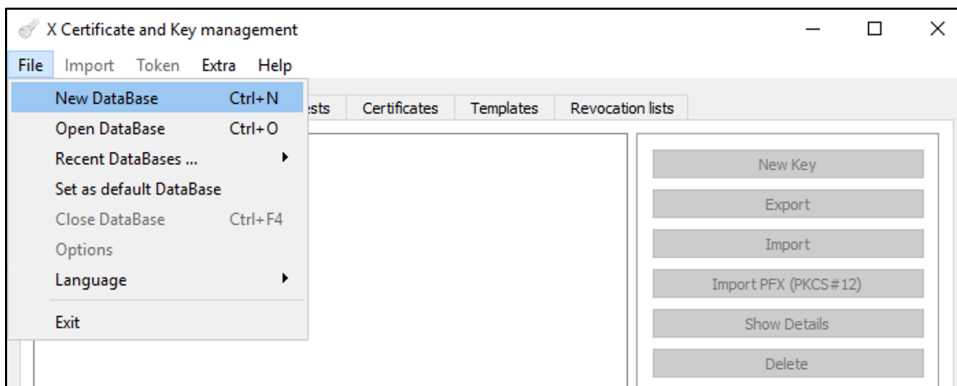 X Certificate and Key management
File Import Token Extra Help
New DataBase Ctrl+N
Open DataBase Ctrl+O
Recent DataBases ...
Set as default DataBase
Close DataBase Ctrl+F4
Options
Language
Exit
sts Certificates Templates Revocation lists
New Key
Export
Import
Import PFX (PKCS#12)
Show Details
Delete